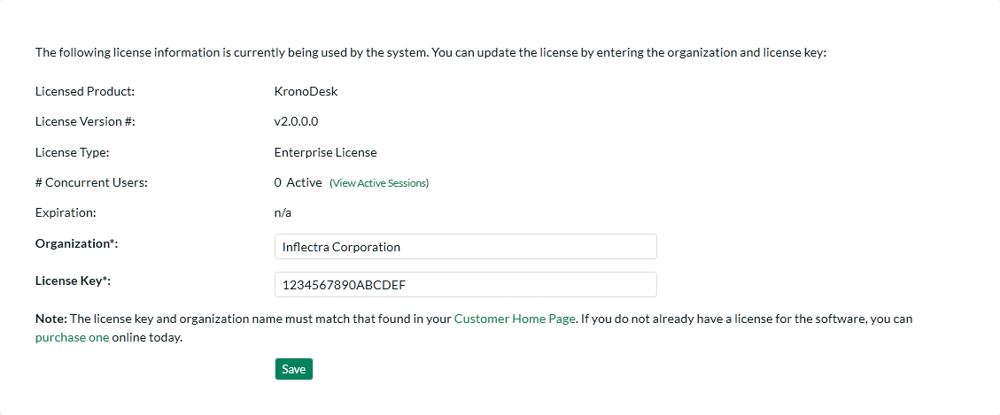 The following license information is currently being used by the system. You can update the license by entering the organization and license key:
Licensed Product: KronoDesk
License Version #: v2.0.0.0
License Type: Enterprise License
# Concurrent Users: 0 Active (View Active Sessions)
Expiration: n/a
Organization*: Inflectra Corporation
License Key*: 1234567890ABCDEF
Note: The license key and organization name must match that found in your Customer Home Page. If you do not already have a license for the software, you can
purchase one online today.
Save